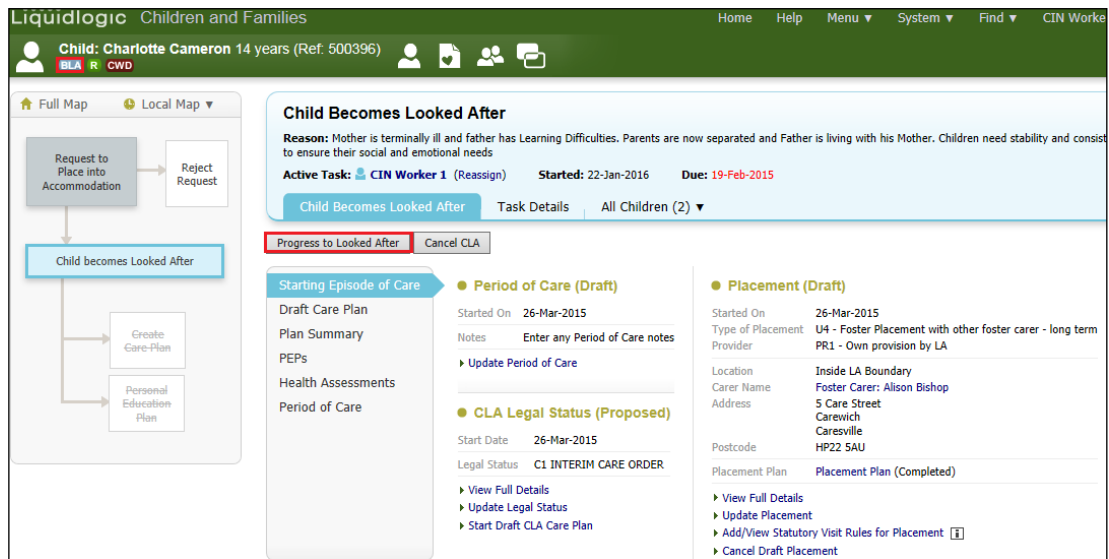 Liquidlogic Children and Families
Home Help Menu ▼ System ▼ Find ▼ CIN Worke
Child: Charlotte Cameron 14 years (Ref: 500396)
BLA R CWD
Full Map Local Map ▼
Request to
Place into
Accommodation
Reject
Request
Child becomes Looked After
Create
Care Plan
Personal
Education
Plan
Child Becomes Looked After
Reason: Mother is terminally ill and father has Learning Difficulties. Parents are now separated and Father is living with his Mother. Children need stability and consist
to ensure their social and emotional needs
Active Task: CIN Worker 1 (Reassign) Started: 22-Jan-2016 Due: 19-Feb-2015
Child Becomes Looked After Task Details All Children (2) ▼
Progress to Looked After Cancel CLA
Starting Episode of Care
Draft Care Plan
Plan Summary
PEPs
Health Assessments
Period of Care
Period of Care (Draft)
Started On 26-Mar-2015
Notes Enter any Period of Care notes
Update Period of Care
CLA Legal Status (Proposed)
Start Date 26-Mar-2015
Legal Status C1 INTERIM CARE ORDER
View Full Details
Update Legal Status
Start Draft CLA Care Plan
Placement (Draft)
Started On 26-Mar-2015
Type of Placement U4 - Foster Placement with other foster carer - long term
Provider PR1 - Own provision by LA
Location Inside LA Boundary
Carer Name Foster Carer: Alison Bishop
Address 5 Care Street
Carewich
Caresville
Postcode HP22 5AU
Placement Plan Placement Plan (Completed)
View Full Details
Update Placement
Add/View Statutory Visit Rules for Placement i
Cancel Draft Placement